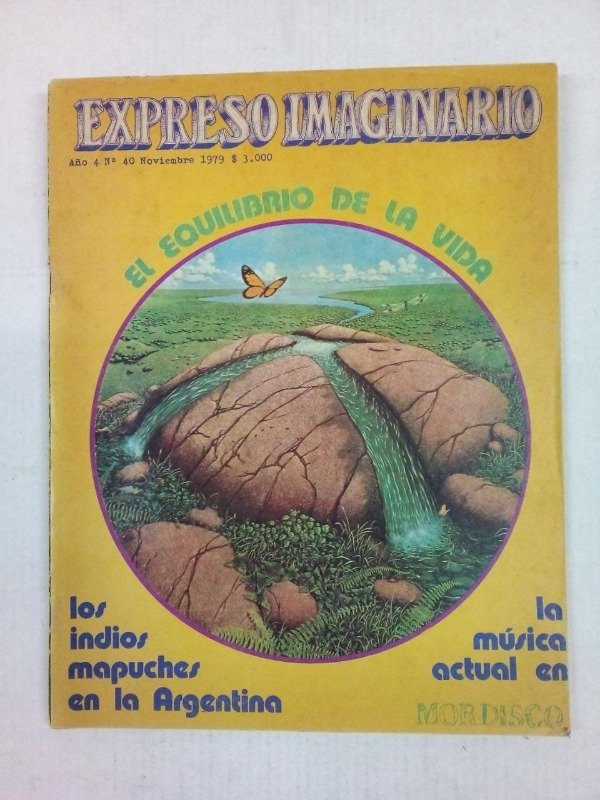 EXPRESO IMAGINARIO
Año 4 Nº 40 Noviembre 1979 $ 3.000
EL EQUILIBRIO DE LA VIDA
los
indios
mapuches
en la Argentina
la
música
actual en
MORDISCO